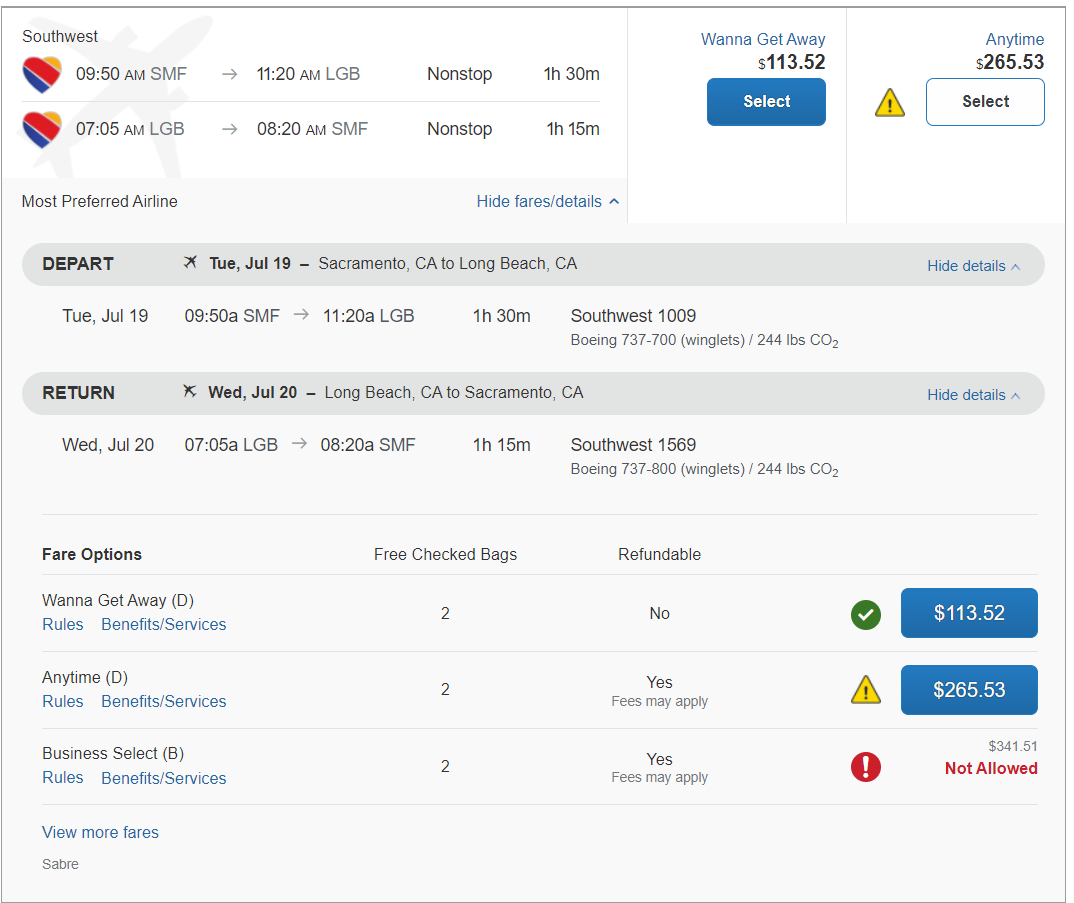 Southwest
09:50 AM SMF → 11:20 AM LGB Nonstop 1h 30m
07:05 AM LGB → 08:20 AM SMF Nonstop 1h 15m
Wanna Get Away
$113.52
Select
Anytime
$265.53
Select
Most Preferred Airline Hide fares/details
DEPART Tue, Jul 19 – Sacramento, CA to Long Beach, CA Hide details
Tue, Jul 19 09:50a SMF → 11:20a LGB 1h 30m Southwest 1009
Boeing 737-700 (winglets) / 244 lbs CO₂
RETURN Wed, Jul 20 – Long Beach, CA to Sacramento, CA Hide details
Wed, Jul 20 07:05a LGB → 08:20a SMF 1h 15m Southwest 1569
Boeing 737-800 (winglets) / 244 lbs CO₂
Fare Options Free Checked Bags Refundable
Wanna Get Away (D)
Rules Benefits/Services
2 No $113.52
Anytime (D)
Rules Benefits/Services
2 Yes
Fees may apply
$265.53
Business Select (B)
Rules Benefits/Services
2 Yes
Fees may apply
$341.51
Not Allowed
View more fares
Sabre